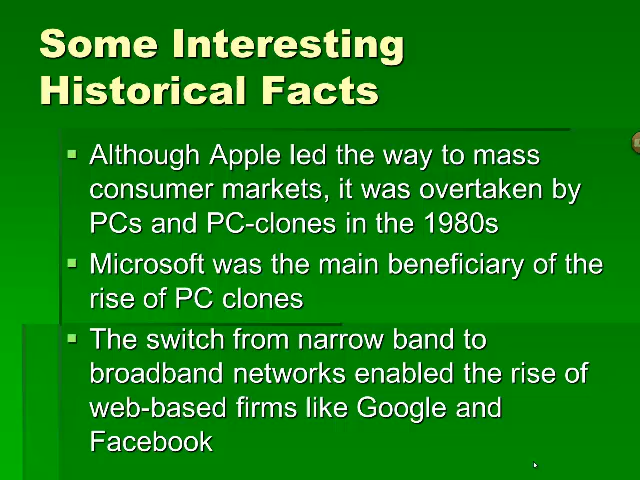 Some Interesting
Historical Facts
Although Apple led the way to mass
consumer markets, it was overtaken by
PCs and PC-clones in the 1980s
Microsoft was the main beneficiary of the
rise of PC clones
The switch from narrow band to
broadband networks enabled the rise of
web-based firms like Google and
Facebook